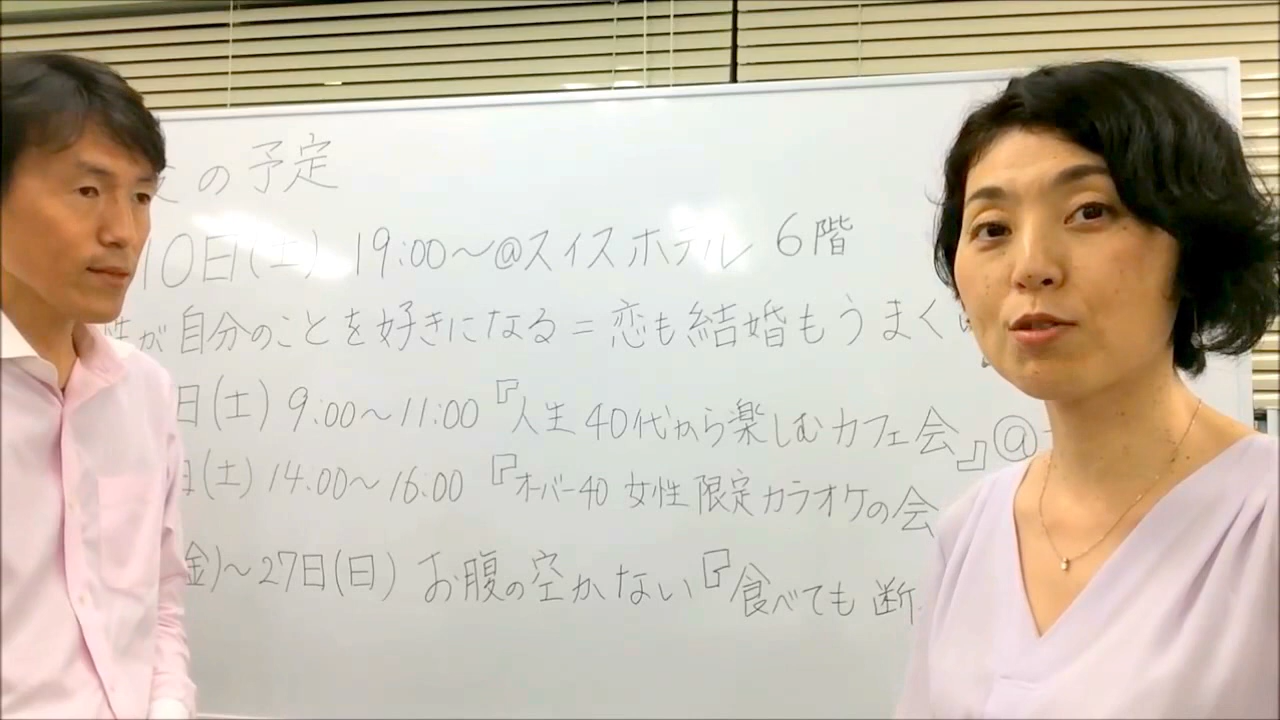 の予定
10日(土) 19:00～@スイスホテル 6階
性が自分のことを好きになる=恋も結婚もうまく
日(土) 9:00～11:00『人生40代から楽しむカフェ会』@
日(土) 14:00～16:00『オーバー40 女性限定カラオケの会
金)～27日(日) お腹の空かない『食べても断